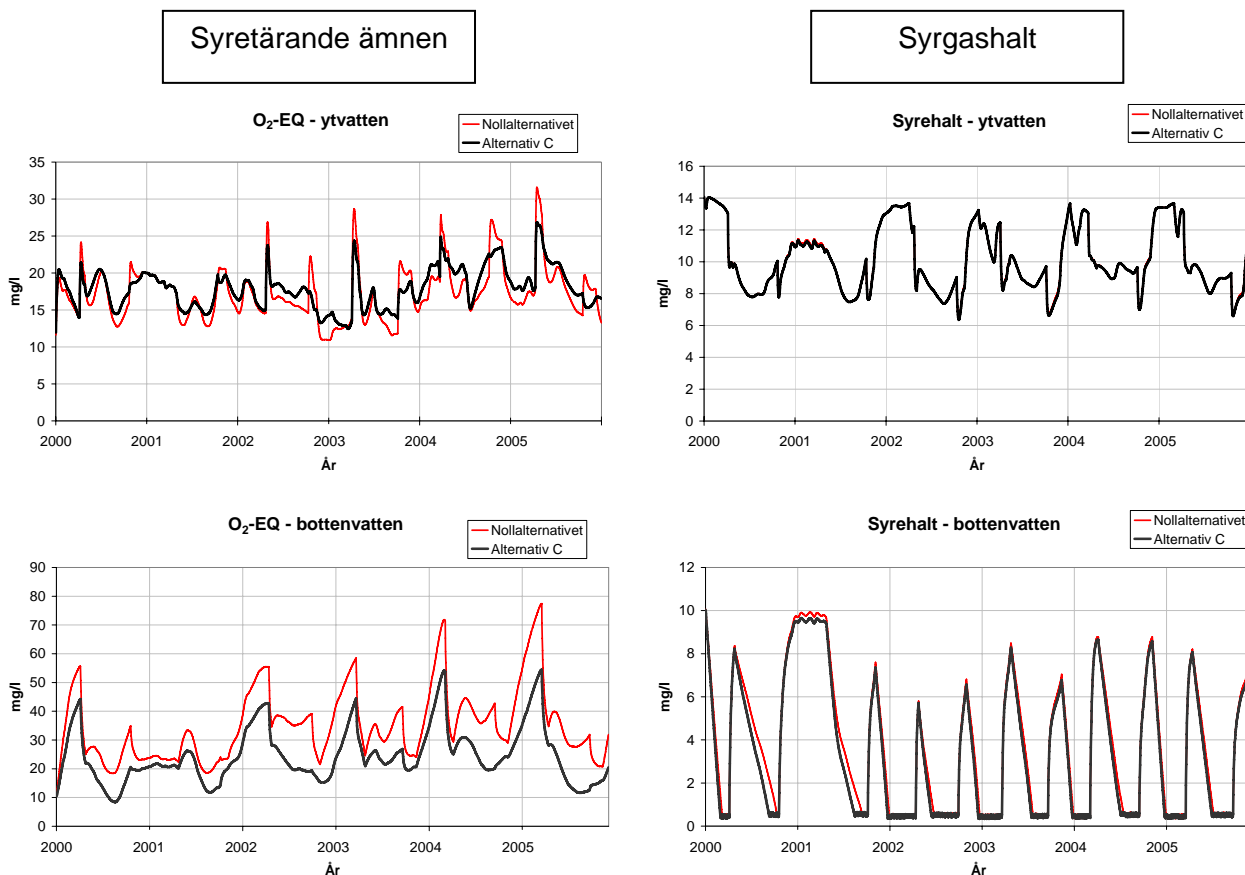 Syretärande ämnen
Syrgashalt
O₂-EQ - ytvatten
Nollalternativet
Alternativ C
35
30
25
20
15
10
5
0
mg/l
2000 2001 2002 2003 2004 2005
År
Syrehalt - ytvatten
Nollalternativet
Alternativ C
16
14
12
10
8
6
4
2
0
mg/l
2000 2001 2002 2003 2004 2005
År
O₂-EQ - bottenvatten
Nollalternativet
Alternativ C
90
80
70
60
50
40
30
20
10
0
mg/l
2000 2001 2002 2003 2004 2005
År
Syrehalt - bottenvatten
Nollalternativet
Alternativ C
12
10
8
6
4
2
0
mg/l
2000 2001 2002 2003 2004 2005
År